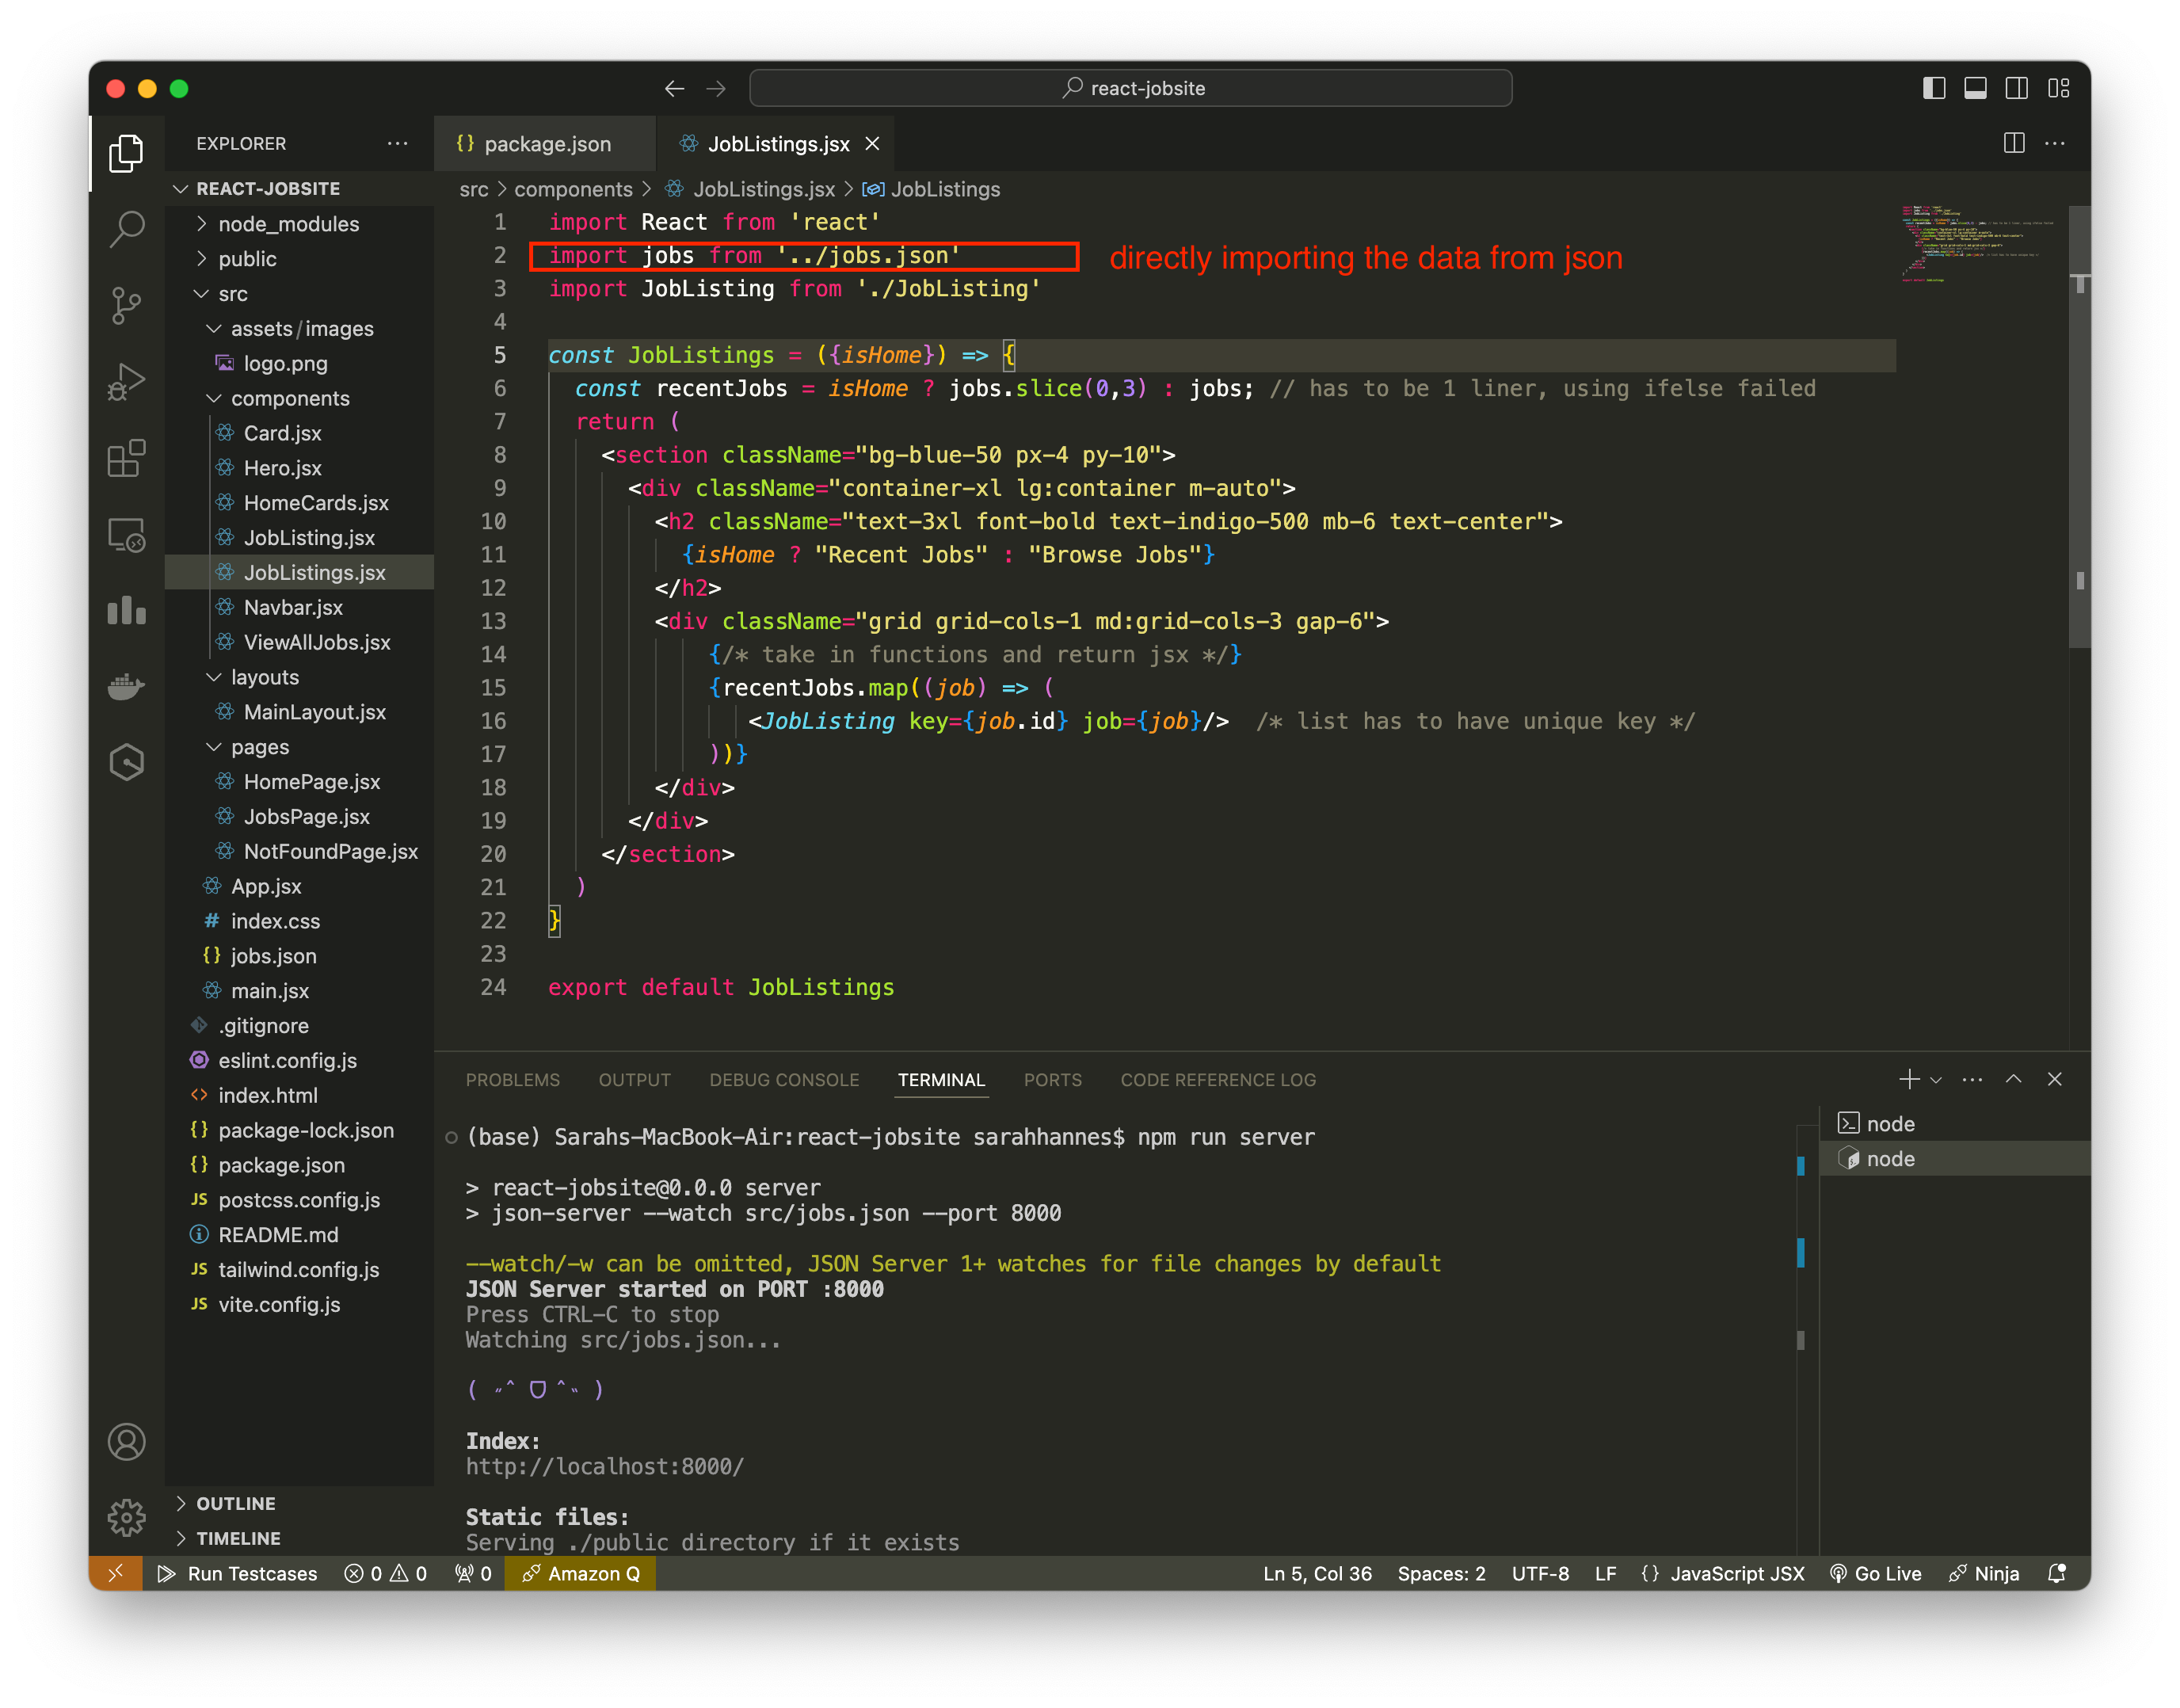 react-jobsite
EXPLORER
package.json
JobListings.jsx
REACT-JOBSITE
src > components > JobListings.jsx > JobListings
node_modules
public
src
assets/images
logo.png
components
Card.jsx
Hero.jsx
HomeCards.jsx
JobListing.jsx
JobListings.jsx
Navbar.jsx
ViewAllJobs.jsx
layouts
MainLayout.jsx
pages
HomePage.jsx
JobsPage.jsx
NotFoundPage.jsx
App.jsx
# index.css
{} jobs.json
main.jsx
.gitignore
eslint.config.js
<> index.html
{} package-lock.json
{} package.json
JS postcss.config.js
README.md
JS tailwind.config.js
JS vite.config.js
OUTLINE
TIMELINE
1 import React from 'react'
2 import jobs from '../jobs.json'
directly importing the data from json
3 import JobListing from './JobListing'
4
5 const JobListings = ({isHome}) => {
6 const recentJobs = isHome ? jobs.slice(0,3) : jobs; // has to be 1 liner, using ifelse failed
7 return (
8 <section className="bg-blue-50 px-4 py-10">
9 <div className="container-xl lg:container m-auto">
10 <h2 className="text-3xl font-bold text-indigo-500 mb-6 text-center">
11 {isHome ? "Recent Jobs" : "Browse Jobs"}
12 </h2>
13 <div className="grid grid-cols-1 md:grid-cols-3 gap-6">
14 {/* take in functions and return jsx */}
15 {recentJobs.map((job) => (
16 <JobListing key={job.id} job={job}/> /* list has to have unique key */
17 ))}
18 </div>
19 </div>
20 </section>
21 )
22 }
23
24 export default JobListings
PROBLEMS OUTPUT DEBUG CONSOLE TERMINAL PORTS CODE REFERENCE LOG
node
node
(base) Sarahs-MacBook-Air:react-jobsite sarahhannes$ npm run server
> react-jobsite@0.0.0 server
> json-server --watch src/jobs.json --port 8000
--watch/-w can be omitted, JSON Server 1+ watches for file changes by default
JSON Server started on PORT :8000
Press CTRL-C to stop
Watching src/jobs.json...
( ˶ˆ ᗜ ˆ˵ )
Index:
http://localhost:8000/
Static files:
Serving ./public directory if it exists
Run Testcases 0 0 0 Amazon Q Ln 5, Col 36 Spaces: 2 UTF-8 LF {} JavaScript JSX Go Live Ninja